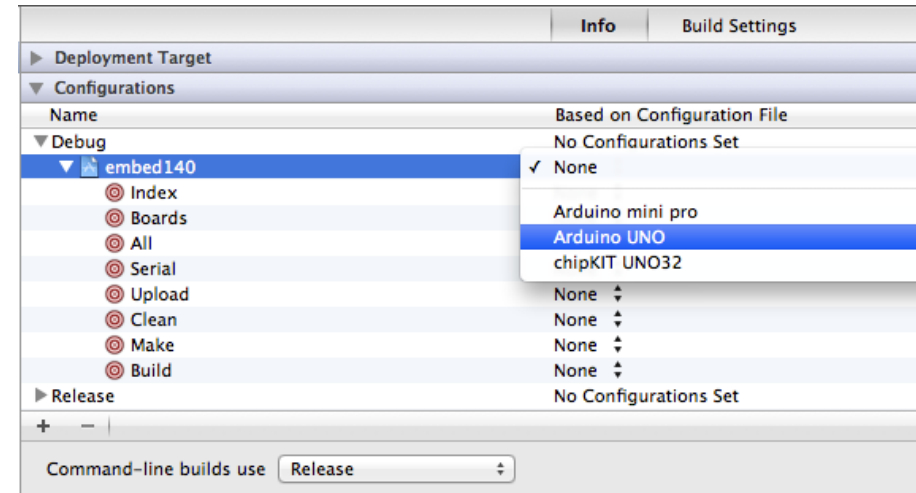 Info Build Settings
Deployment Target
Configurations
Name Based on Configuration File
Debug No Configurations Set
embed140 ✓ None
Index
Boards Arduino mini pro
All Arduino UNO
Serial chipKIT UNO32
Upload None
Clean None
Make None
Build None
Release No Configurations Set
+ −
Command-line builds use Release